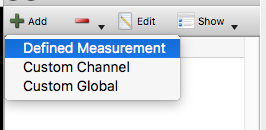 Add Edit Show
Defined Measurement
Custom Channel
Custom Global